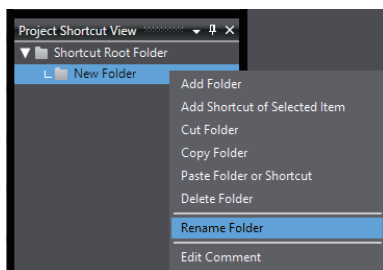 Project Shortcut View
Shortcut Root Folder
New Folder
Add Folder
Add Shortcut of Selected Item
Cut Folder
Copy Folder
Paste Folder or Shortcut
Delete Folder
Rename Folder
Edit Comment